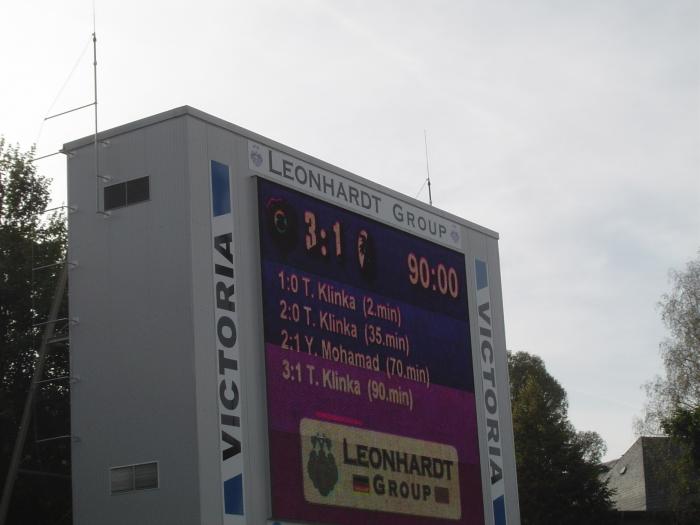 LEONHARDT GROUP
VICTORIA
3:1
90:00
1:0 T. Klinka (2.min)
2:0 T. Klinka (35.min)
2:1 Y. Mohamad (70.min)
3:1 T. Klinka (90.min)
LEONHARDT
GROUP
VICTORIA